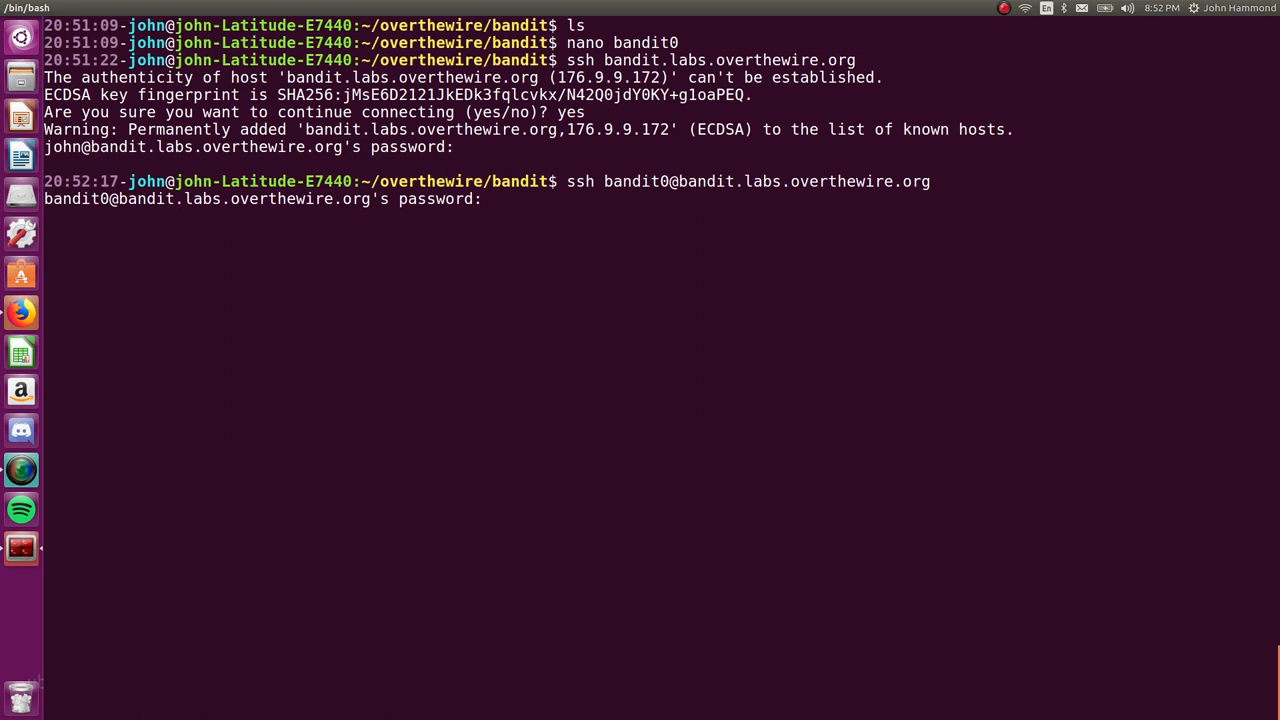 /bin/bash
En
8:52 PM
John Hammond
20:51:09-john@john-Latitude-E7440:~/overthewire/bandit$ ls
20:51:09-john@john-Latitude-E7440:~/overthewire/bandit$ nano bandit0
20:51:22-john@john-Latitude-E7440:~/overthewire/bandit$ ssh bandit.labs.overthewire.org
The authenticity of host 'bandit.labs.overthewire.org (176.9.9.172)' can't be established.
ECDSA key fingerprint is SHA256:jMsE6D2121JkEDk3fqlcvkx/N42Q0jdY0KY+g1oaPEQ.
Are you sure you want to continue connecting (yes/no)? yes
Warning: Permanently added 'bandit.labs.overthewire.org,176.9.9.172' (ECDSA) to the list of known hosts.
john@bandit.labs.overthewire.org's password:
20:52:17-john@john-Latitude-E7440:~/overthewire/bandit$ ssh bandit0@bandit.labs.overthewire.org
bandit0@bandit.labs.overthewire.org's password: